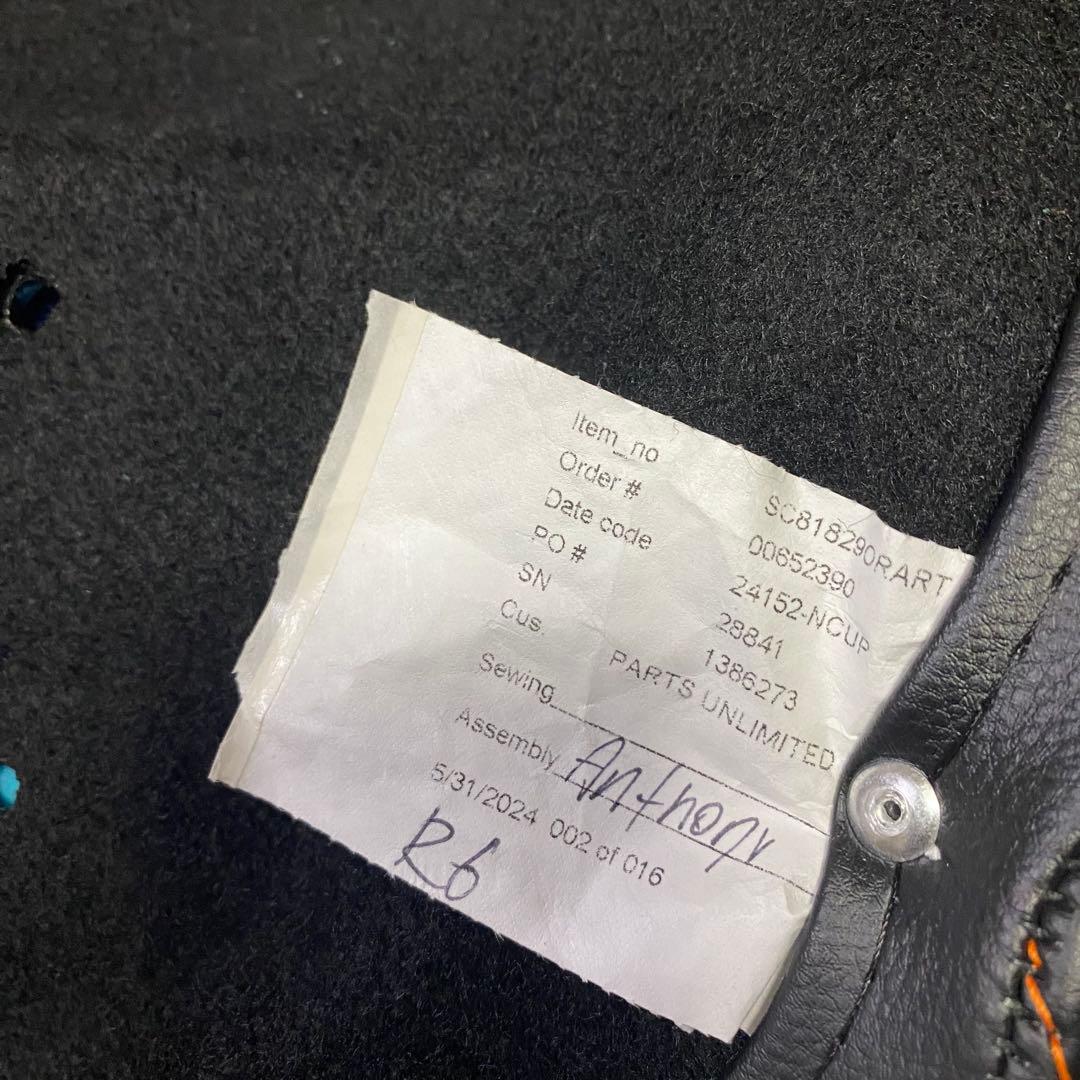 Item_no SC818290RART
Order # 00652390
Date code 24152-NCUP
PO # 28841
SN 1386273
Cus. PARTS UNLIMITED
Sewing
Assembly Anthony
5/31/2024 002 of 016
R6